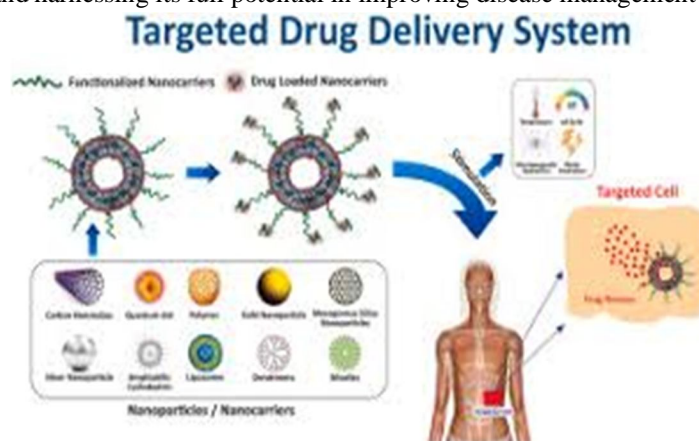 and harnessing its full potential in improving disease management
Targeted Drug Delivery System
Functionalized Nanocarriers
Drug Loaded Nanocarriers
Stimulation
Targeted Cell
Drug Release
Carbon Nanotubes
Quantum dot
Polymer
Gold Nanoparticle
Mesoporous Silica
Nanoparticles
Silver Nanoparticle
Liposomes
Dendrimers
Micelles
Nanoparticles / Nanocarriers